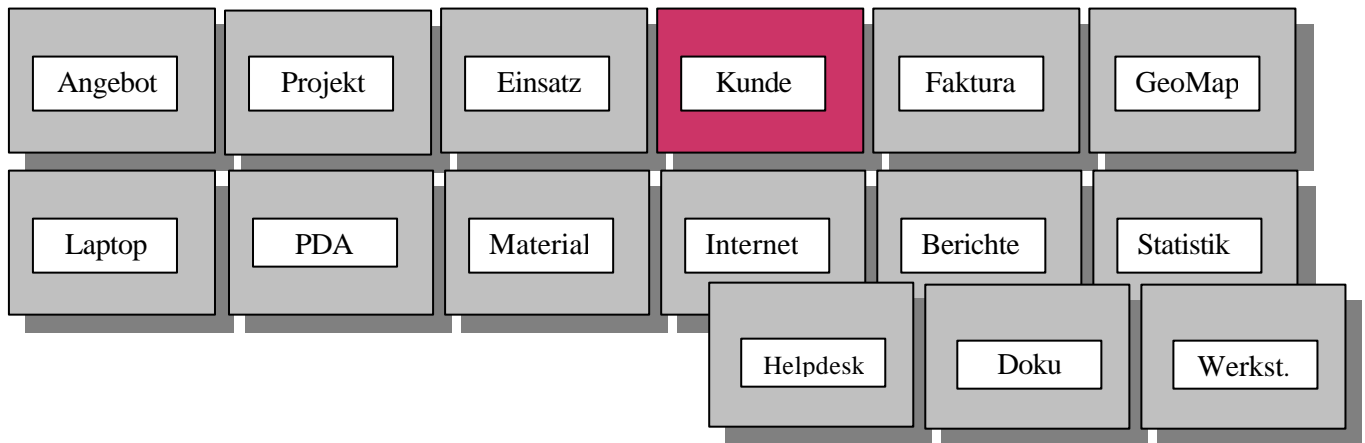 Angebot Projekt Einsatz Kunde Faktura GeoMap
Laptop PDA Material Internet Berichte Statistik
Helpdesk Doku Werkst.